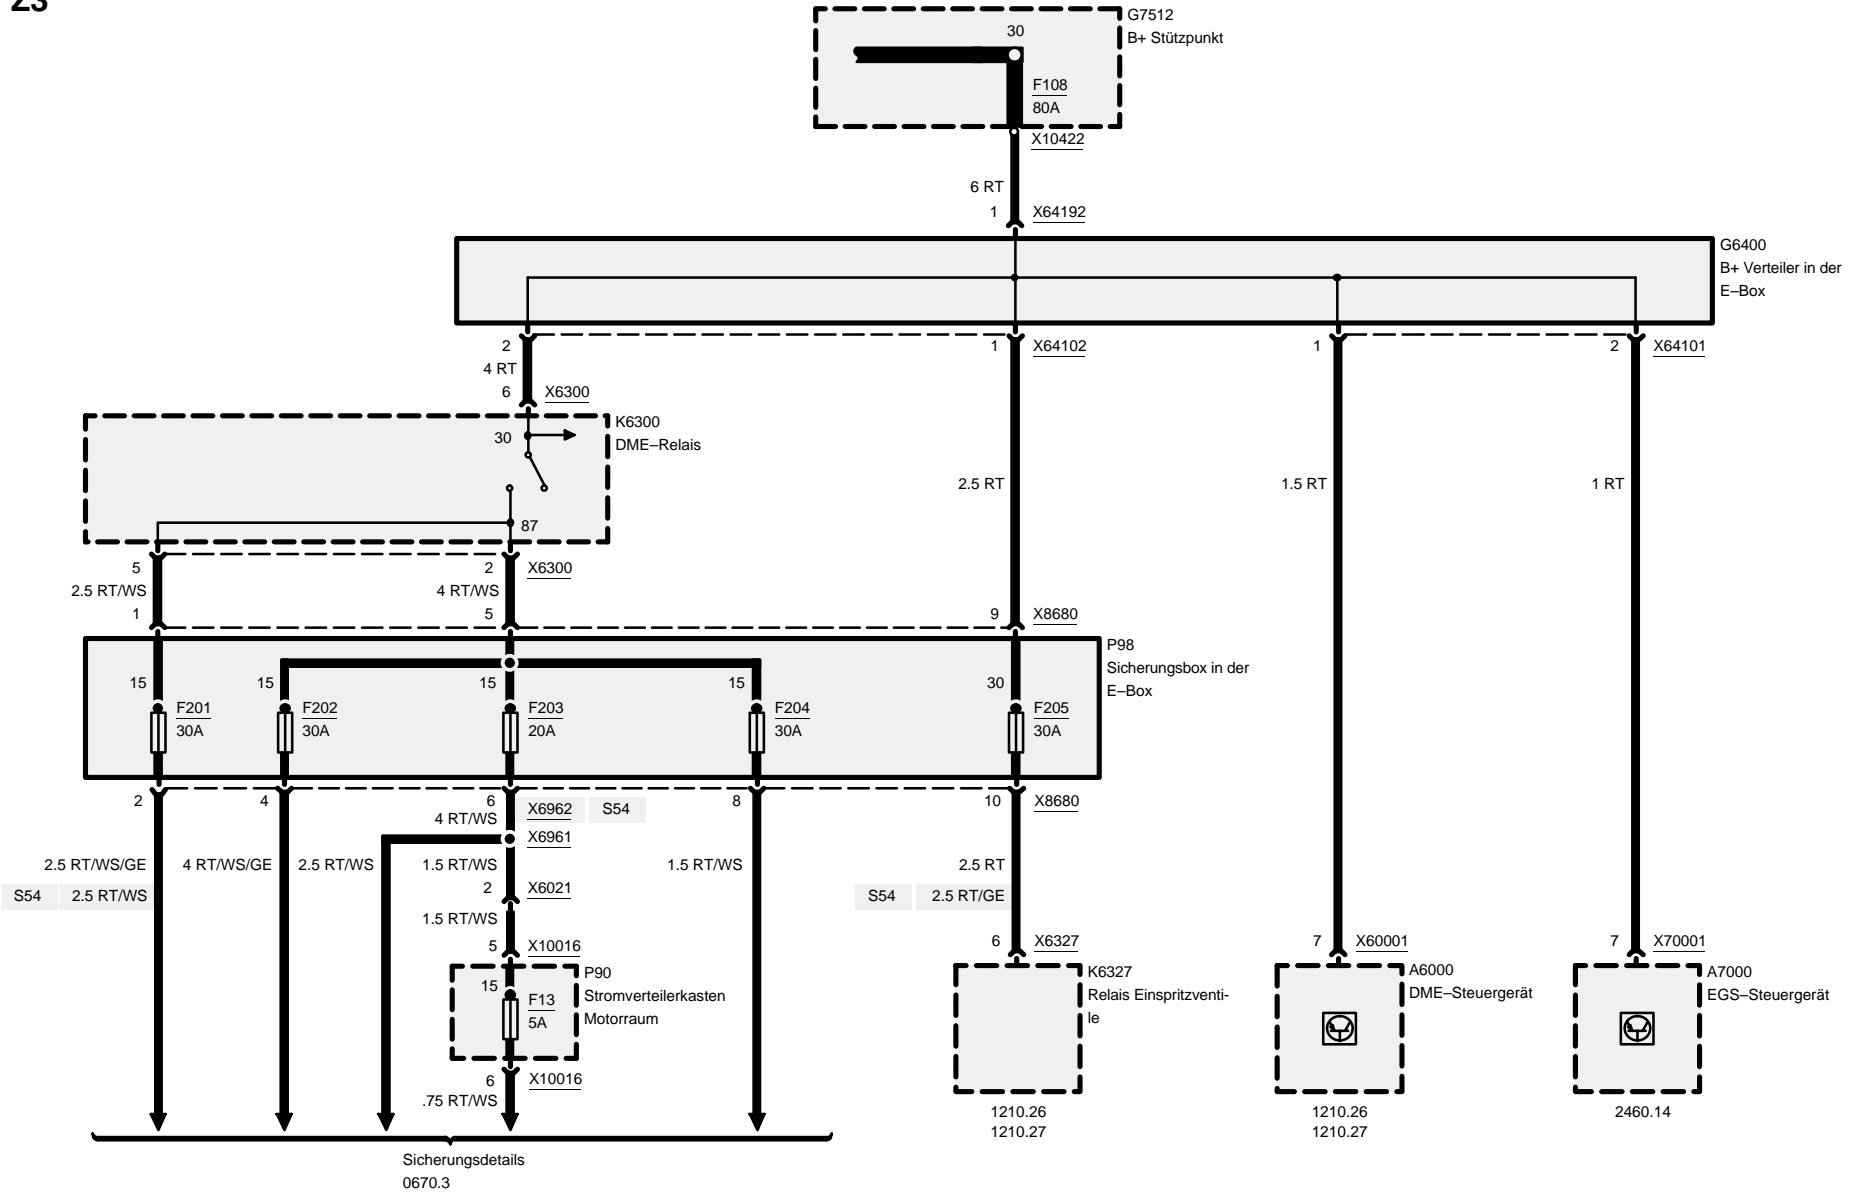 Z3
G7512
B+ Stützpunkt
30
F108
80A
X10422
6 RT
1
X64192
G6400
B+ Verteiler in der
E–Box
2
1
X64102
1
2
X64101
4 RT
6
X6300
K6300
DME–Relais
30
87
2.5 RT
1.5 RT
1 RT
5
2
X6300
2.5 RT/WS
4 RT/WS
1
5
9
X8680
P98
Sicherungsbox in der
E–Box
15
15
15
15
30
F201
30A
F202
30A
F203
20A
F204
30A
F205
30A
2
4
6
X6962
S54
8
10
X8680
4 RT/WS
X6961
2.5 RT/WS/GE
4 RT/WS/GE
2.5 RT/WS
1.5 RT/WS
1.5 RT/WS
2.5 RT
S54
2.5 RT/WS
2
X6021
S54
2.5 RT/GE
1.5 RT/WS
5
X10016
6
X6327
7
X60001
7
X70001
P90
Stromverteilerkasten
Motorraum
15
F13
5A
K6327
Relais Einspritzventi-
le
A6000
DME–Steuergerät
A7000
EGS–Steuergerät
6
X10016
.75 RT/WS
1210.26
1210.27
1210.26
1210.27
2460.14
Sicherungsdetails
0670.3